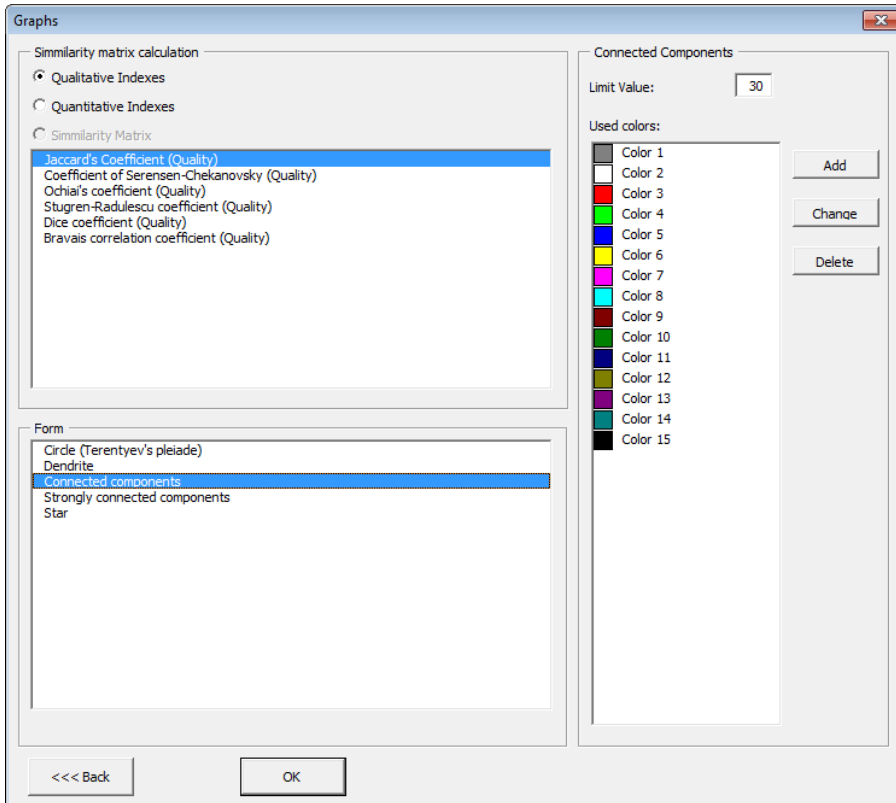 Graphs
Simmilarity matrix calculation
Qualitative Indexes
Quantitative Indexes
Simmilarity Matrix
Jaccard's Coefficient (Quality)
Coefficient of Serensen-Chekanovsky (Quality)
Ochiai's coefficient (Quality)
Stugren-Radulescu coefficient (Quality)
Dice coefficient (Quality)
Bravais correlation coefficient (Quality)
Form
Circle (Terentyev's pleiade)
Dendrite
Connected components
Strongly connected components
Star
<<< Back
OK
Connected Components
Limit Value: 30
Used colors:
Color 1
Color 2
Color 3
Color 4
Color 5
Color 6
Color 7
Color 8
Color 9
Color 10
Color 11
Color 12
Color 13
Color 14
Color 15
Add
Change
Delete